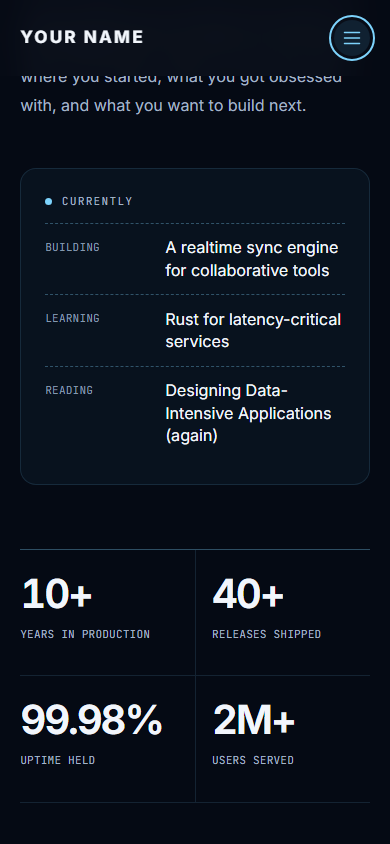 YOUR NAME
where you started, what you got obsessed
with, and what you want to build next.
CURRENTLY
BUILDING
A realtime sync engine
for collaborative tools
LEARNING
Rust for latency-critical
services
READING
Designing Data-
Intensive Applications
(again)
10+
YEARS IN PRODUCTION
40+
RELEASES SHIPPED
99.98%
UPTIME HELD
2M+
USERS SERVED